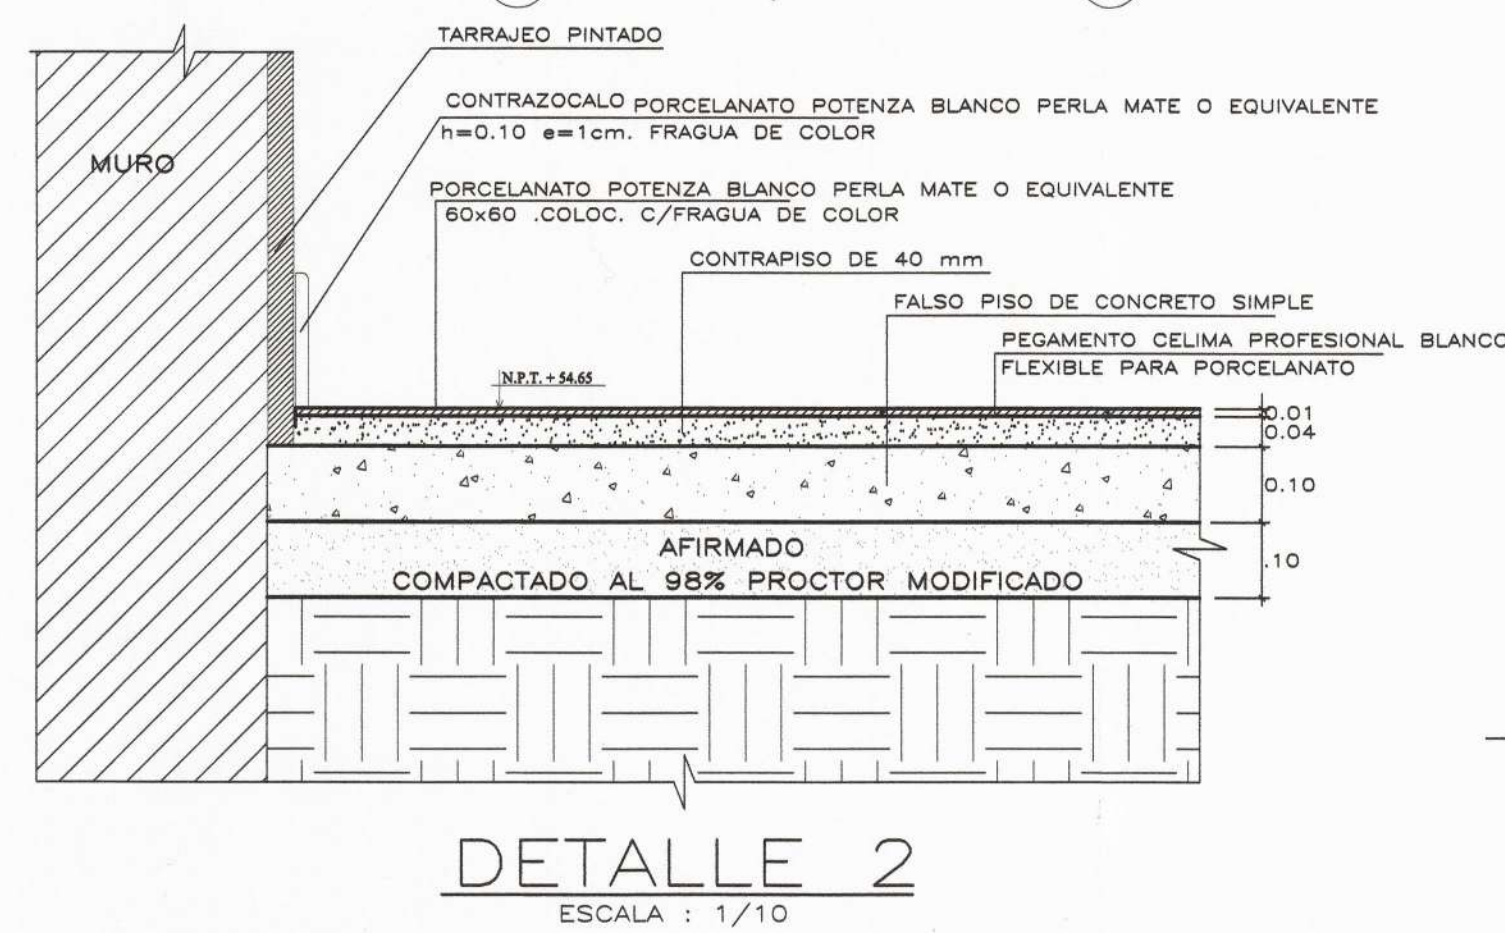 TARRAJEO PINTADO
CONTRAZOCALO PORCELANATO POTENZA BLANCO PERLA MATE O EQUIVALENTE
h=0.10 e=1cm. FRAGUA DE COLOR
MURO
PORCELANATO POTENZA BLANCO PERLA MATE O EQUIVALENTE
60x60 .COLOC. C/FRAGUA DE COLOR
CONTRAPISO DE 40 mm
FALSO PISO DE CONCRETO SIMPLE
PEGAMENTO CELIMA PROFESIONAL BLANCO
FLEXIBLE PARA PORCELANATO
N.P.T. + 54.65
0.01
0.04
0.10
AFIRMADO
.10
COMPACTADO AL 98% PROCTOR MODIFICADO
DETALLE 2
ESCALA : 1/10